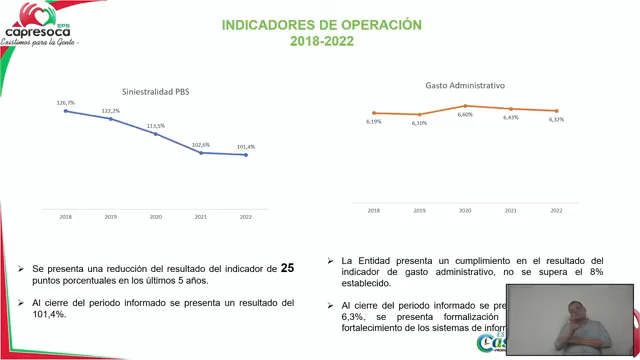 EPS
capresoca
Existimos para la Gente -
INDICADORES DE OPERACIÓN
2018-2022
Siniestralidad PBS
126,7%
122,2%
113,5%
102,6%
101,4%
2018 2019 2020 2021 2022
Gasto Administrativo
6,19%
6,10%
6,60%
6,43%
6,32%
2018 2019 2020 2021 2022
➢ Se presenta una reducción del resultado del indicador de 25
puntos porcentuales en los últimos 5 años.
➢ Al cierre del periodo informado se presenta un resultado del
101,4%.
➢ La Entidad presenta un cumplimiento en el resultado del
indicador de gasto administrativo, no se supera el 8%
establecido.
➢ Al cierre del periodo informado se pre
6,3%, se presenta formalización
fortalecimiento de los sistemas de infor